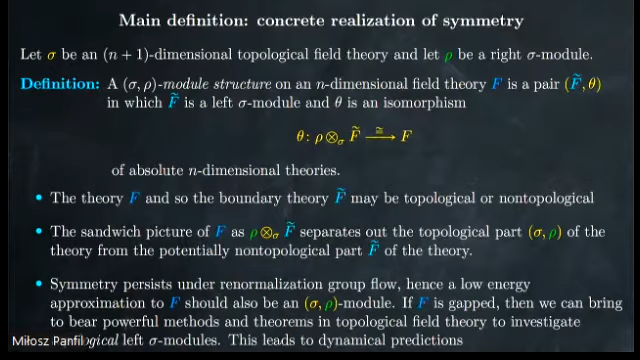 Main definition: concrete realization of symmetry
Let σ be an (n + 1)-dimensional topological field theory and let ρ be a right σ-module.
Definition: A (σ, ρ)-module structure on an n-dimensional field theory F is a pair (F̃, θ)
in which F̃ is a left σ-module and θ is an isomorphism
θ: ρ ⊗σ F̃ ≅⟶ F
of absolute n-dimensional theories.
• The theory F and so the boundary theory F̃ may be topological or nontopological
• The sandwich picture of F as ρ ⊗σ F̃ separates out the topological part (σ, ρ) of the
theory from the potentially nontopological part F̃ of the theory.
• Symmetry persists under renormalization group flow, hence a low energy
approximation to F should also be an (σ, ρ)-module. If F is gapped, then we can bring
to bear powerful methods and theorems in topological field theory to investigate
Miłosz Panfil ogical left σ-modules. This leads to dynamical predictions